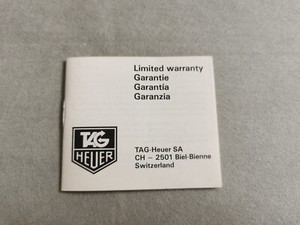 Limited warranty
Garantie
Garantía
Garanzia
TAG
HEUER
TAG-Heuer SA
CH – 2501 Biel-Bienne
Switzerland